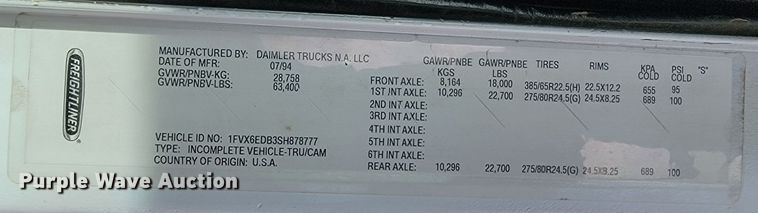 FREIGHTLINER
MANUFACTURED BY: DAIMLER TRUCKS N.A. LLC
DATE OF MFR: 07/94
GVWR/PNBV-KG: 28,758
GVWR/PNBV-LBS: 63,400
VEHICLE ID NO: 1FVX6EDB3SH878777
TYPE: INCOMPLETE VEHICLE-TRU/CAM
COUNTRY OF ORIGIN: U.S.A.
GAWR/PNBE KGS GAWR/PNBE LBS TIRES RIMS KPA COLD PSI COLD "S"
FRONT AXLE: 8,164 18,000 385/65R22.5(H) 22.5X12.2 655 95
1ST INT AXLE: 10,296 22,700 275/80R24.5(G) 24.5X8.25 689 100
2ND INT AXLE:
3RD INT AXLE:
4TH INT AXLE:
5TH INT AXLE:
6TH INT AXLE:
REAR AXLE: 10,296 22,700 275/80R24.5(G) 24.5X8.25 689 100
Purple Wave Auction